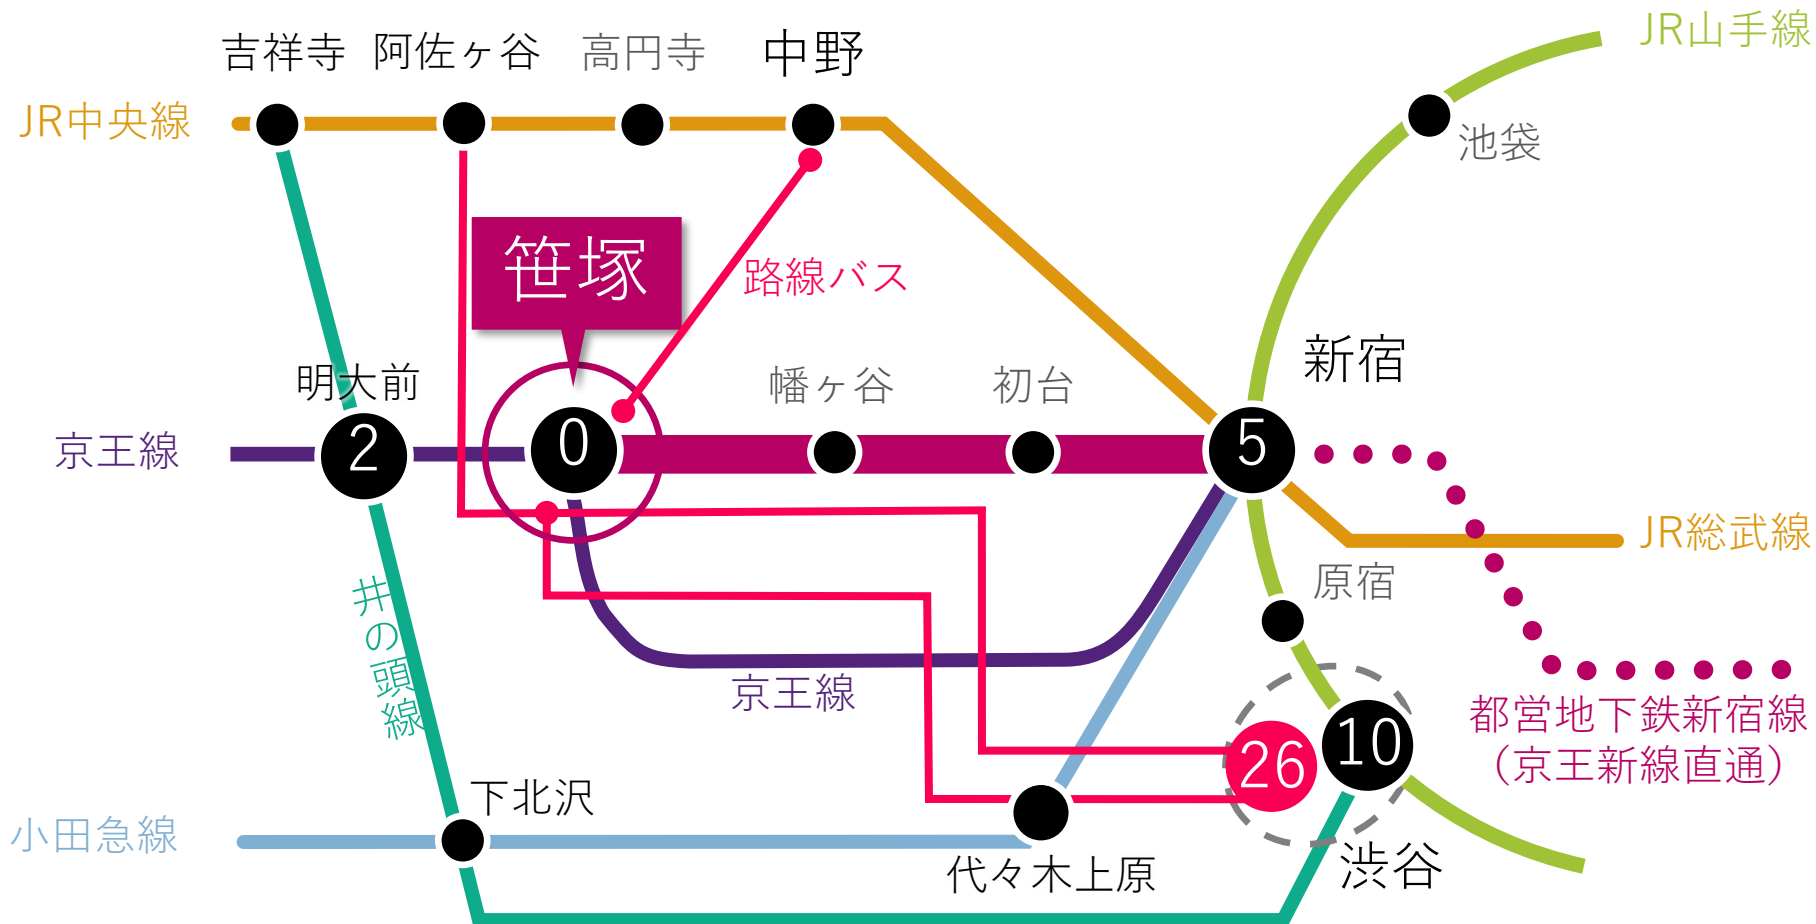 JR山手線
吉祥寺
阿佐ヶ谷
高円寺
中野
JR中央線
池袋
笹塚
路線バス
新宿
明大前
幡ヶ谷
初台
京王線
2
0
5
JR総武線
原宿
井の頭線
京王線
都営地下鉄新宿線
（京王新線直通）
26
10
下北沢
小田急線
代々木上原
渋谷